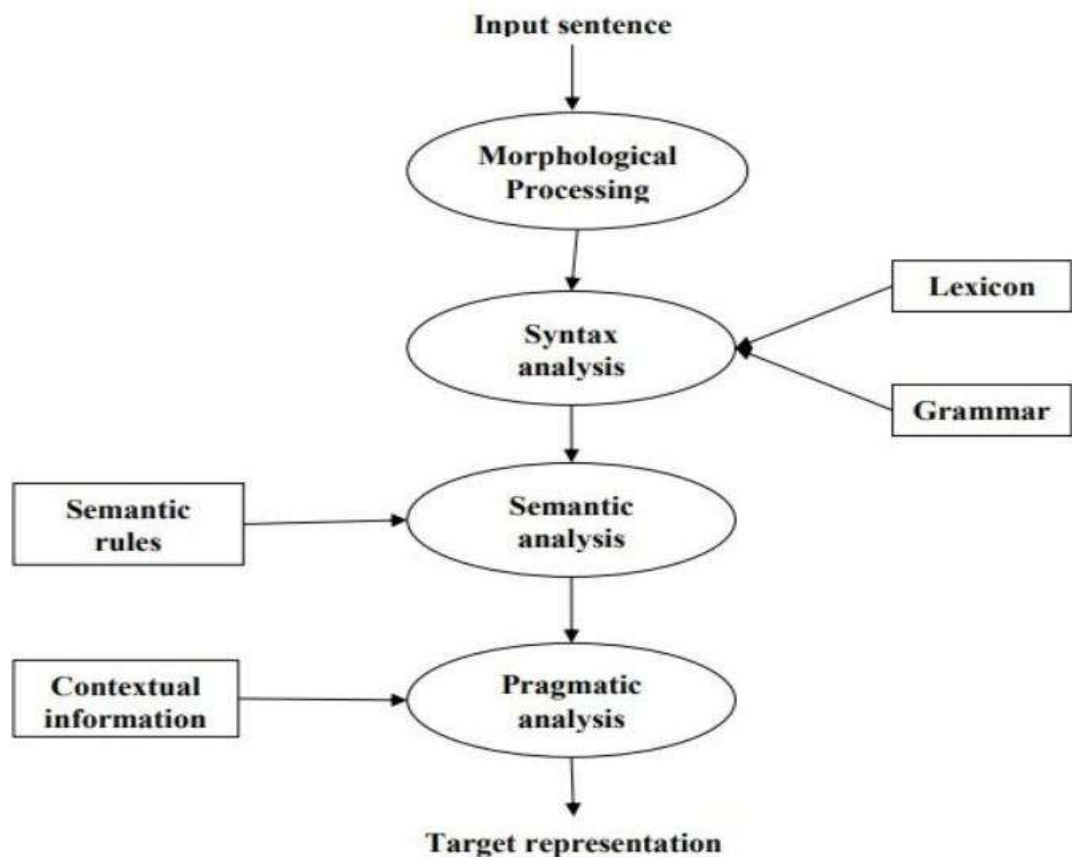 Input sentence
Morphological
Processing
Lexicon
Syntax
analysis
Grammar
Semantic
rules
Semantic
analysis
Contextual
information
Pragmatic
analysis
Target representation